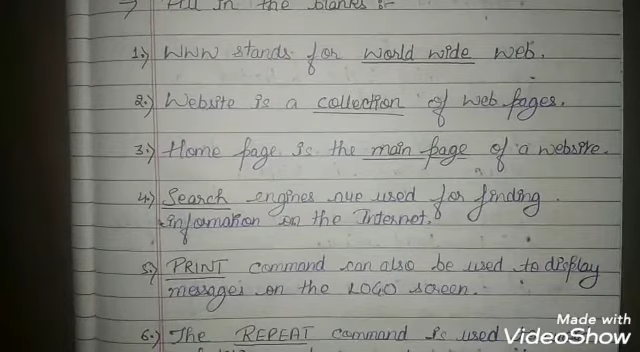 Fill in the blanks :-
1.) WWW stands for world wide web.
2.) Website is a collection of web pages.
3.) Home page is the main page of a website.
4.) Search engines are used for finding
information on the Internet.
5.) PRINT command can also be used to display
messages on the LOGO screen.
6.) The REPEAT command is used
Made with
VideoShow